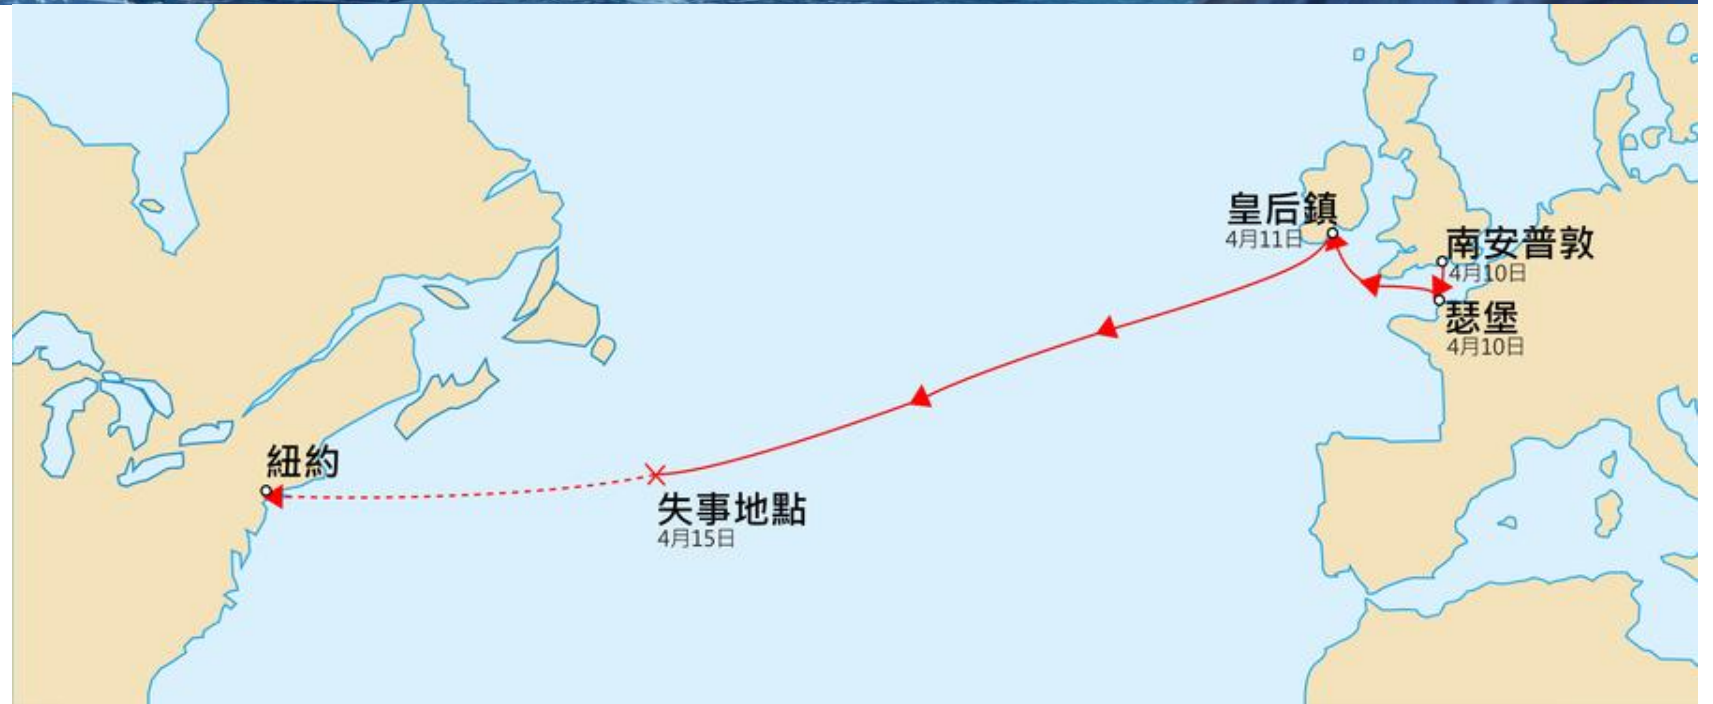 皇后鎮
4月11日
南安普敦
4月10日
瑟堡
4月10日
紐約
失事地點
4月15日